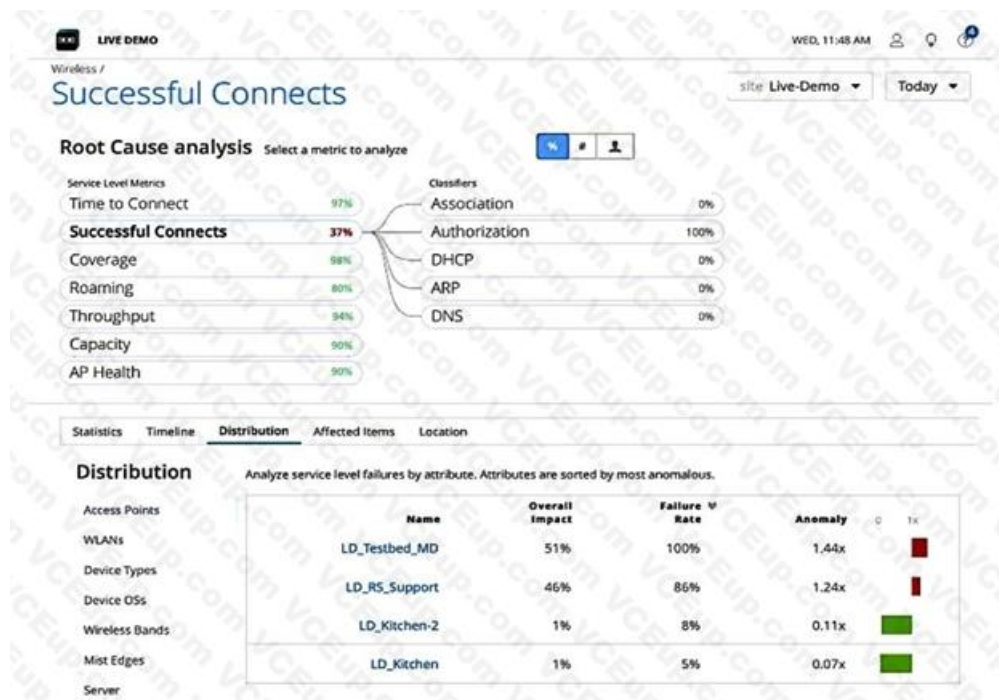 LIVE DEMO
WED, 11:48 AM
4
Wireless /
Successful Connects
site Live-Demo
Today
Root Cause analysis Select a metric to analyze
% #
Service Level Metrics
Classifiers
Time to Connect 97% Association 0%
Successful Connects 37% Authorization 100%
Coverage 98% DHCP 0%
Roaming 80% ARP 0%
Throughput 94% DNS 0%
Capacity 90%
AP Health 90%
Statistics Timeline Distribution Affected Items Location
Distribution
Analyze service level failures by attribute. Attributes are sorted by most anomalous.
Access Points
WLANs
Device Types
Device OSs
Wireless Bands
Mist Edges
Server
Name Overall Impact Failure Rate Anomaly 0 1x
LD_Testbed_MD 51% 100% 1.44x
LD_RS_Support 46% 86% 1.24x
LD_Kitchen-2 1% 8% 0.11x
LD_Kitchen 1% 5% 0.07x
VCEup.com